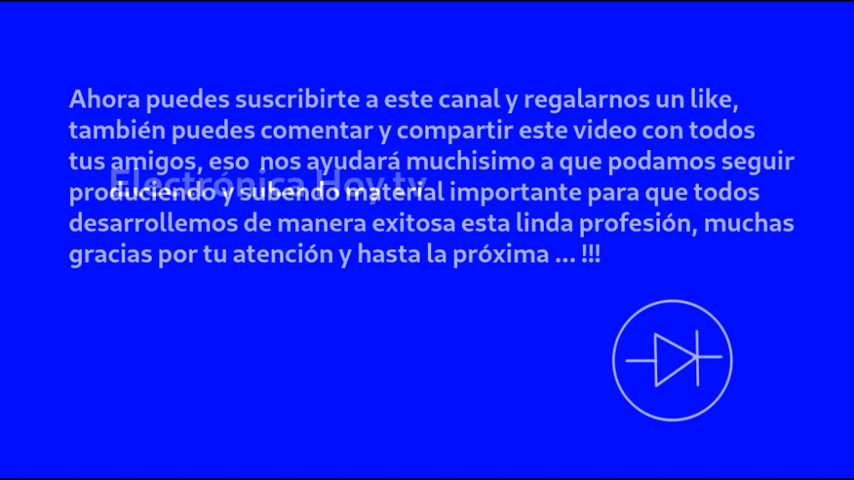 Ahora puedes suscribirte a este canal y regalarnos un like,
también puedes comentar y compartir este video con todos
tus amigos, eso nos ayudará muchisimo a que podamos seguir
Electrónica Hoy.tv
produciendo y subendo material importante para que todos
desarrollemos de manera exitosa esta linda profesión, muchas
gracias por tu atención y hasta la próxima ... !!!